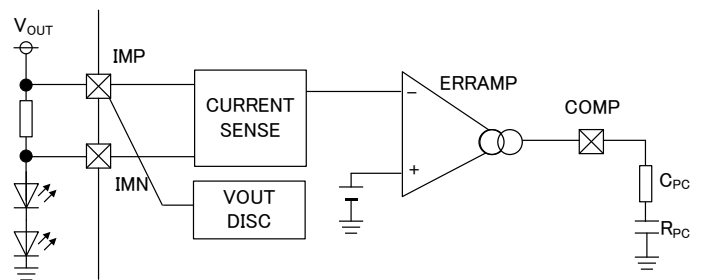 VOUT
IMP
CURRENT
SENSE
ERRAMP
COMP
−
+
IMN
VOUT
DISC
CPC
RPC